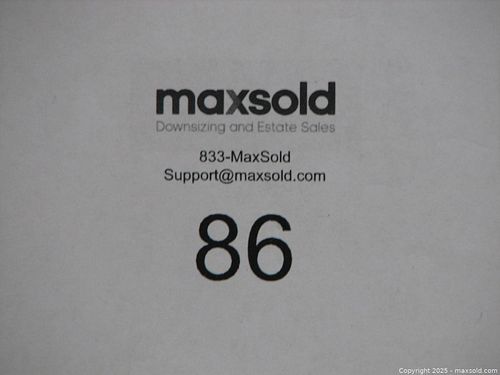 maxsold
Downsizing and Estate Sales
833-MaxSold
Support@maxsold.com
86
Copyright 2025 - maxsold.com